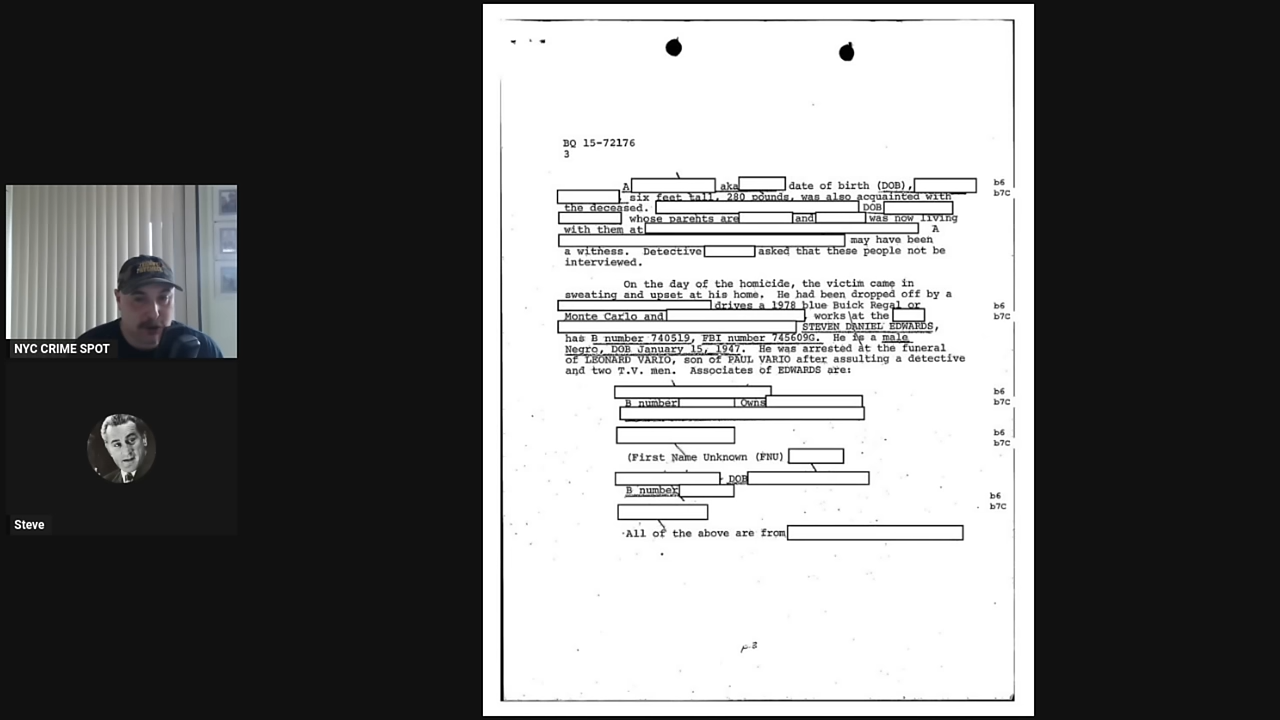 BQ 15-72176
3
A aka date of birth (DOB), b6
b7C
, six feet tall, 280 pounds, was also acquainted with
the deceased. DOB
whose parents are and was now living
with them at A
may have been
a witness. Detective asked that these people not be
interviewed.
On the day of the homicide, the victim came in
sweating and upset at his home. He had been dropped off by a
drives a 1978 blue Buick Regal or b6
Monte Carlo and , works at the b7C
STEVEN DANIEL EDWARDS,
has B number 740519, FBI number 745609G. He is a male
Negro, DOB January 15, 1947. He was arrested at the funeral
of LEONARD VARIO, son of PAUL VARIO after assulting a detective
and two T.V. men. Associates of EDWARDS are:
b6
B number Owns b7C
b6
b7C
(First Name Unknown (FNU)
DOB
B number
b6
b7C
All of the above are from
p 3
NYC CRIME SPOT
Steve